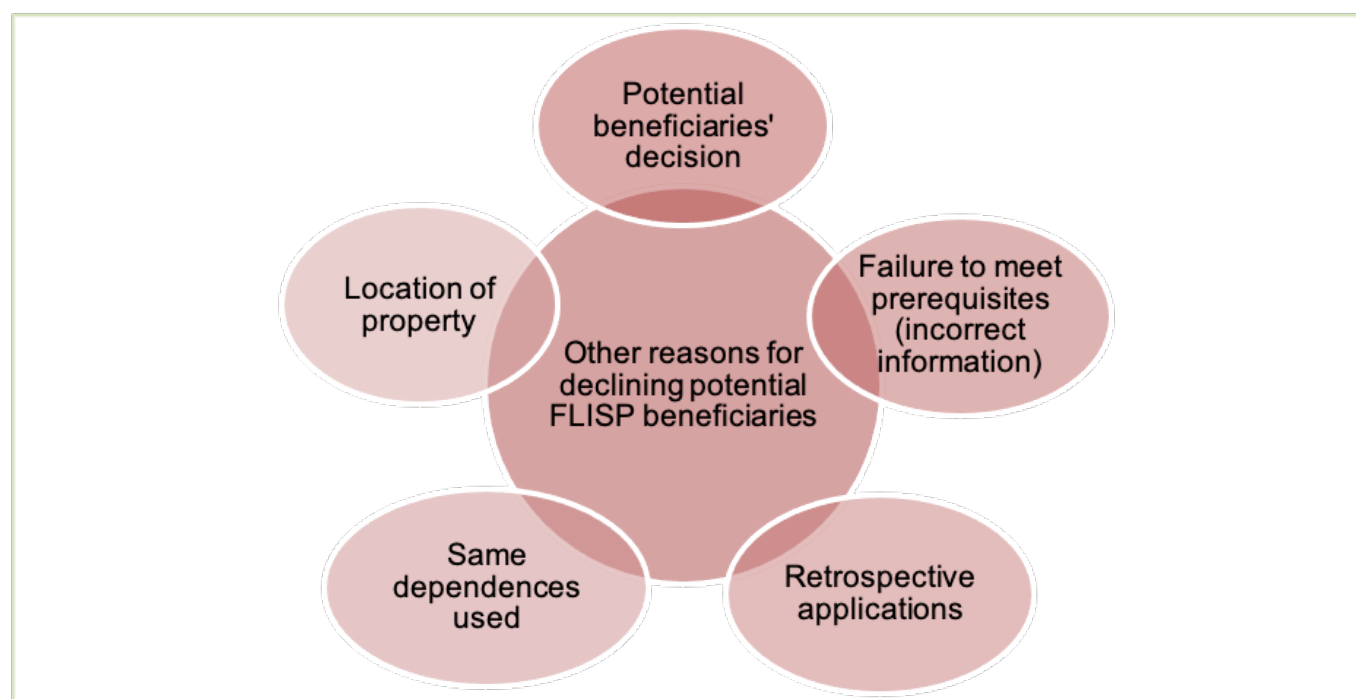 Potential
beneficiaries'
decision
Failure to meet
prerequisites
(incorrect
information)
Retrospective
applications
Same
dependences
used
Location of
property
Other reasons for
declining potential
FLISP beneficiaries